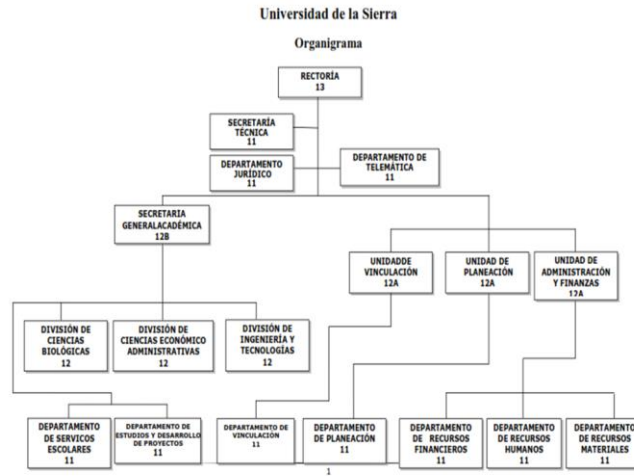 Universidad de la Sierra
Organigrama
RECTORÍA
13
SECRETARÍA
TÉCNICA
11
DEPARTAMENTO
JURÍDICO
11
DEPARTAMENTO DE
TELEMÁTICA
11
SECRETARIA
GENERALACADÉMICA
12B
UNIDADDE
VINCULACIÓN
12A
UNIDAD DE
PLANEACIÓN
12A
UNIDAD DE
ADMINISTRACIÓN
Y FINANZAS
12A
DIVISIÓN DE
CIENCIAS
BIOLÓGICAS
12
DIVISIÓN DE
CIENCIAS ECONÓMICO
ADMINISTRATIVAS
12
DIVISIÓN DE
INGENIERÍA Y
TECNOLOGÍAS
12
DEPARTAMENTO
DE SERVICOS
ESCOLARES
11
DEPARTAMENTO DE
ESTUDIOS Y DESARROLLO
DE PROYECTOS
11
DEPARTAMENTO DE
VINCULACIÓN
11
DEPARTAMENTO
DE PLANEACIÓN
11
DEPARTAMENTO
DE RECURSOS
FINANCIEROS
11
DEPARTAMENTO
DE RECURSOS
HUMANOS
11
DEPARTAMENTO
DE RECURSOS
MATERIALES
11
1